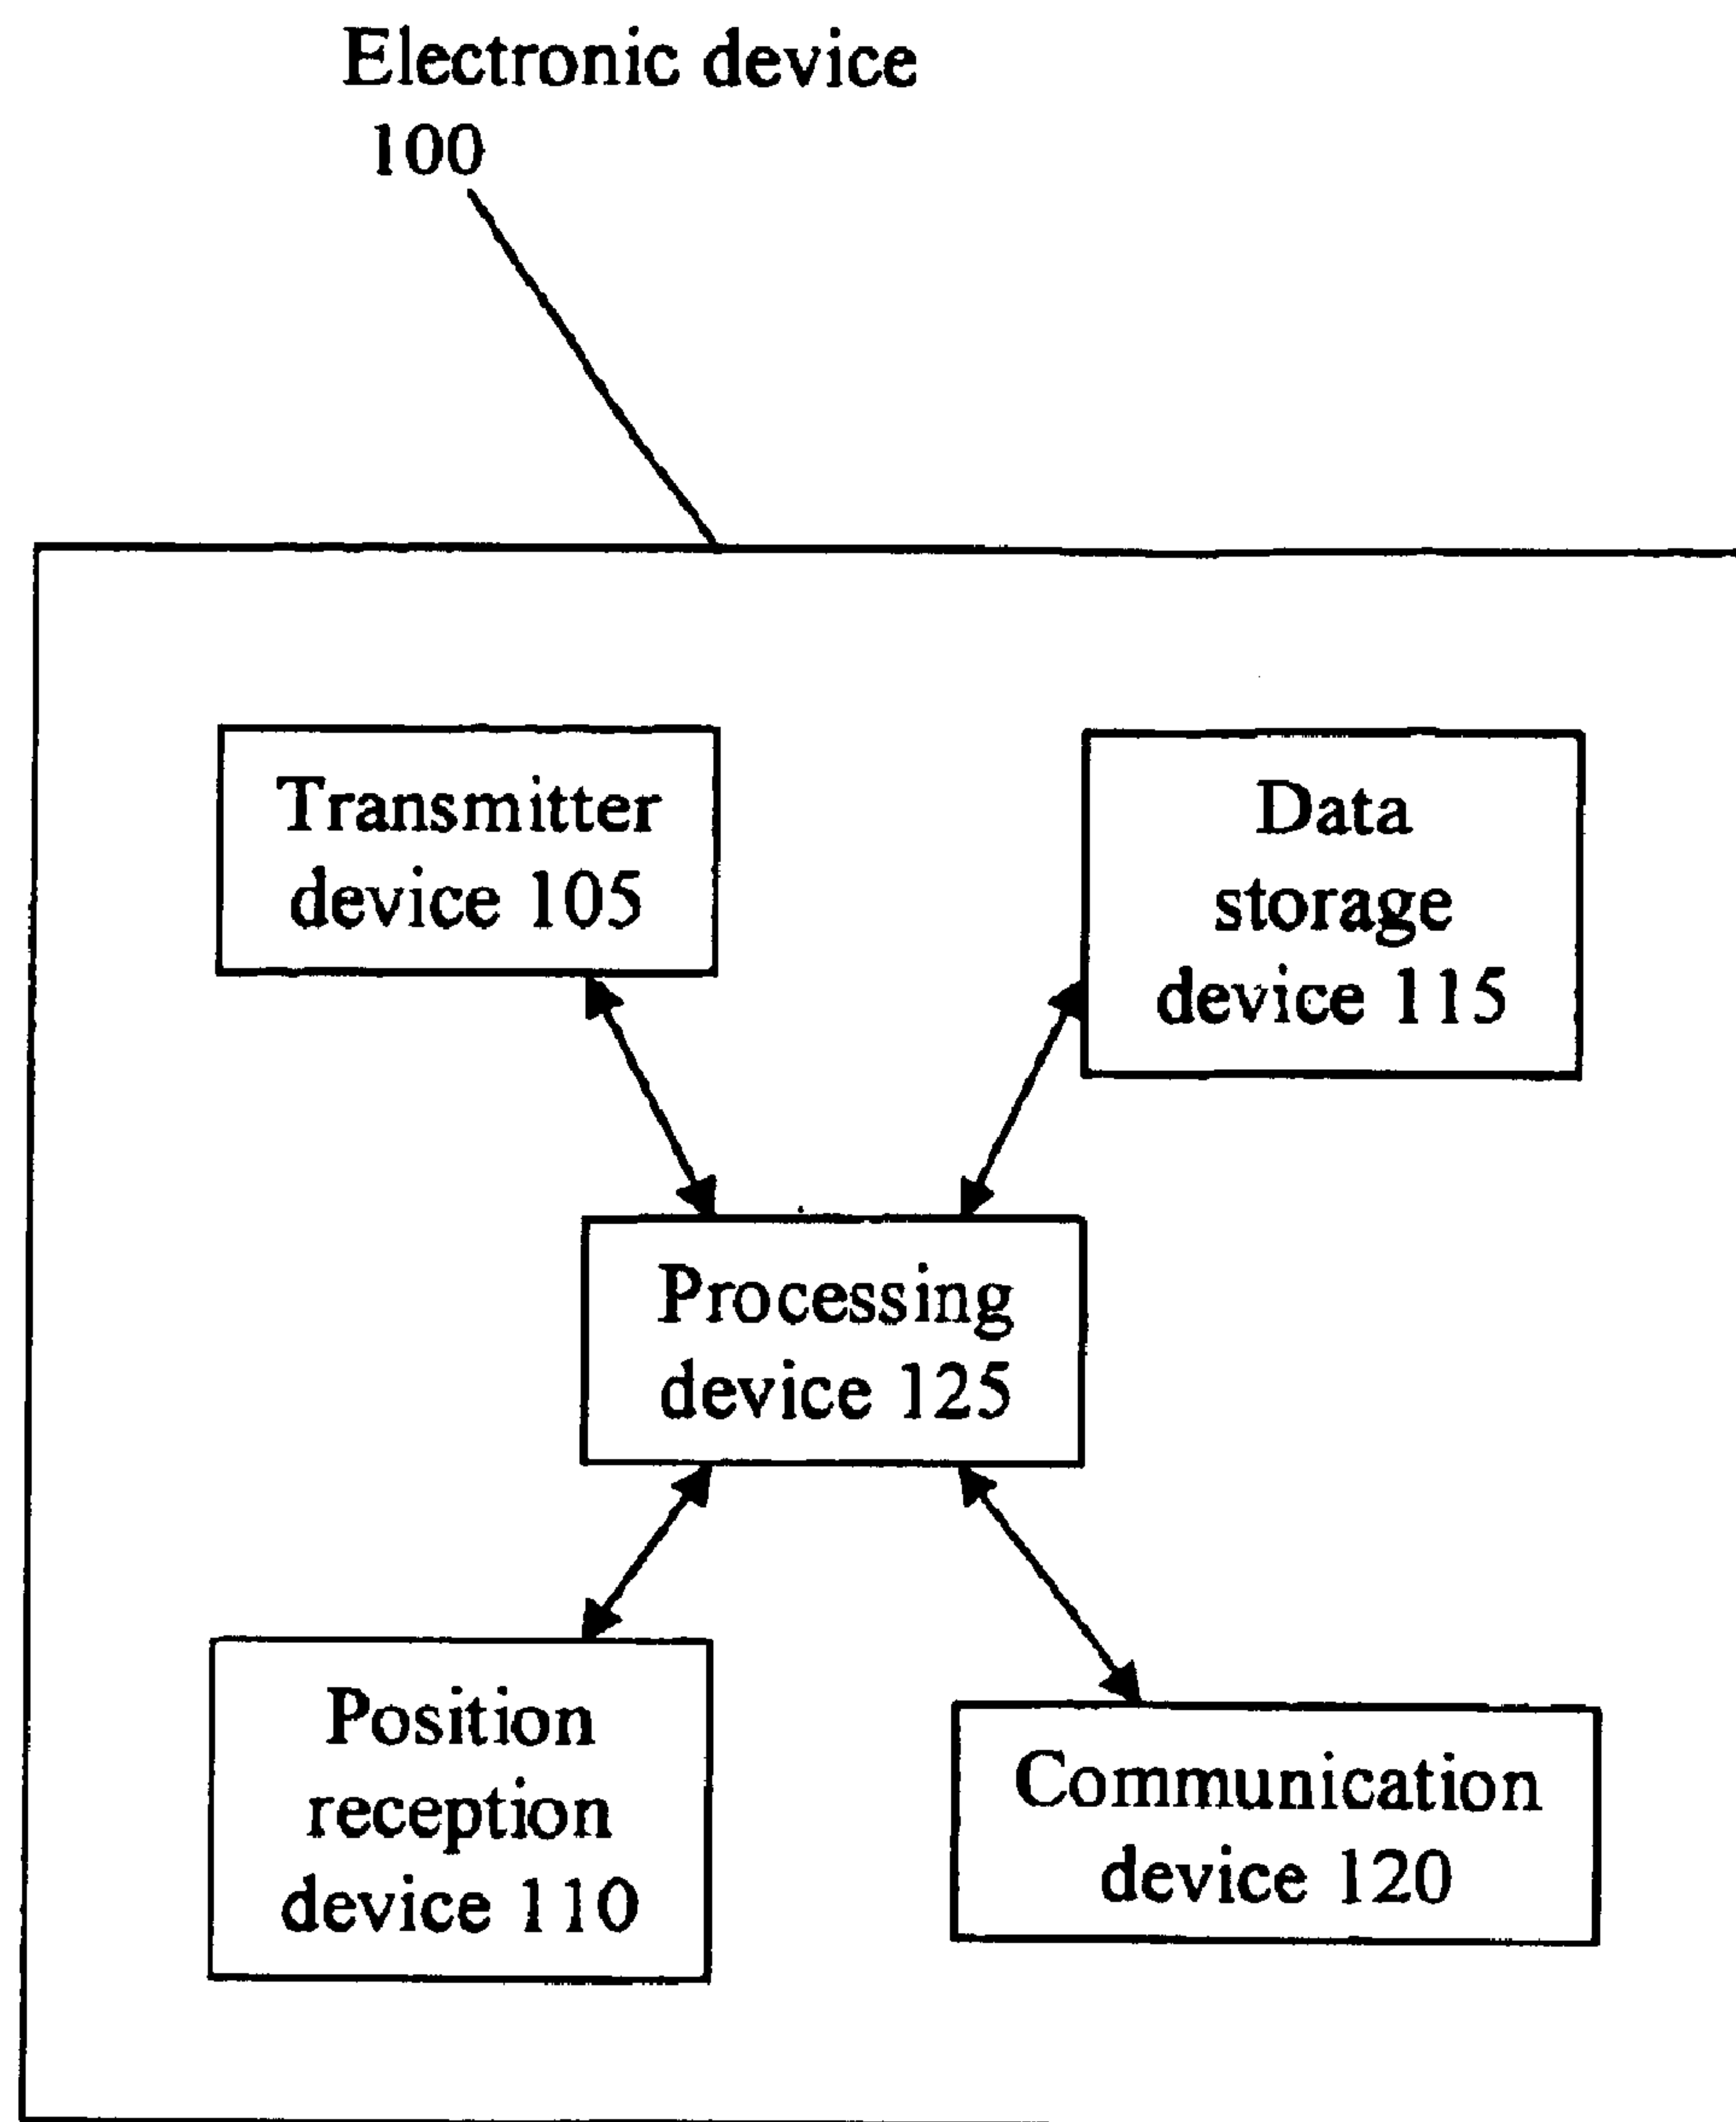 Electronic device
100
Transmitter
device 105
Data
storage
device 115
Processing
device 125
Position
reception
device 110
Communication
device 120